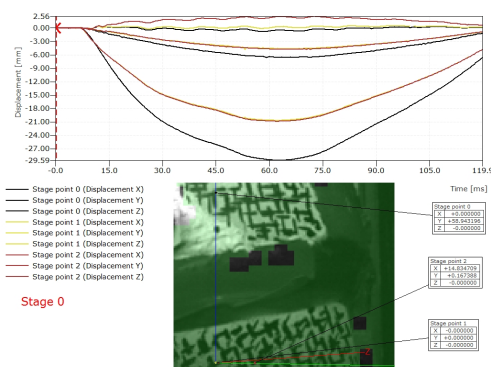 2.56
0.00
-3.00
-6.00
-9.00
-12.00
-15.00
-18.00
-21.00
-24.00
-27.00
-29.59
Displacement [mm]
-0.0 15.0 30.0 45.0 60.0 75.0 90.0 105.0 119.9
Time [ms]
Stage point 0 (Displacement X)
Stage point 0 (Displacement Y)
Stage point 0 (Displacement Z)
Stage point 1 (Displacement X)
Stage point 1 (Displacement Y)
Stage point 1 (Displacement Z)
Stage point 2 (Displacement X)
Stage point 2 (Displacement Y)
Stage point 2 (Displacement Z)
Stage 0
Stage point 0
X +0.000000
Y +58.943196
Z -0.000000
Stage point 2
X +14.834709
Y +0.167388
Z -0.000000
Stage point 1
X -0.000000
Y +0.000000
Z -0.000000